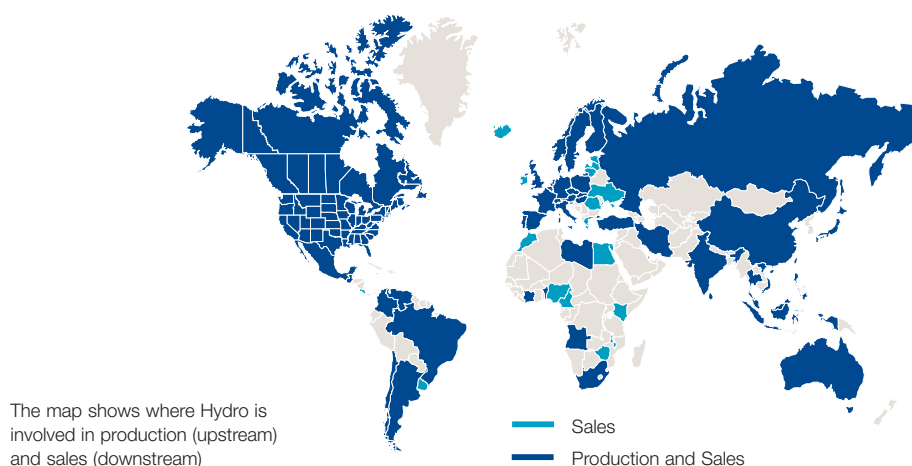 The map shows where Hydro is
involved in production (upstream)
and sales (downstream)
Sales
Production and Sales